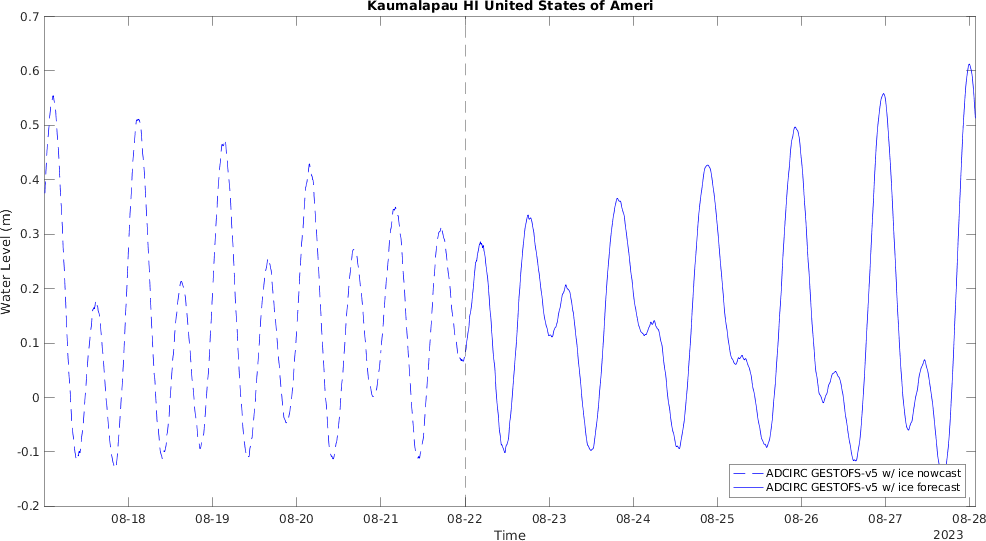 Kaumalapau HI United States of Ameri
0.7
0.6
0.5
0.4
0.3
0.2
0.1
0
-0.1
-0.2
Water Level (m)
ADCIRC GESTOFS-v5 w/ ice nowcast
ADCIRC GESTOFS-v5 w/ ice forecast
08-18 08-19 08-20 08-21 08-22 08-23 08-24 08-25 08-26 08-27 08-28
Time
2023